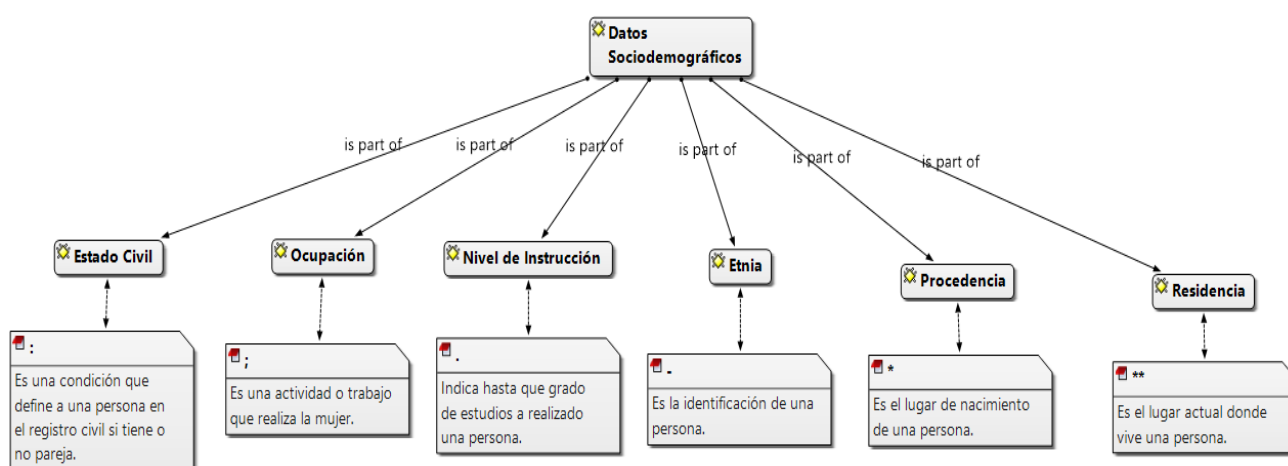 Datos
Sociodemográficos
is part of
is part of
is part of
is part of
is part of
is part of
Estado Civil
Ocupación
Nivel de Instrucción
Etnia
Procedencia
Residencia
:
Es una condición que
define a una persona en
el registro civil si tiene o
no pareja.
;
Es una actividad o trabajo
que realiza la mujer.
.
Indica hasta que grado
de estudios a realizado
una persona.
-
Es la identificación de una
persona.
*
Es el lugar de nacimiento
de una persona.
**
Es el lugar actual donde
vive una persona.